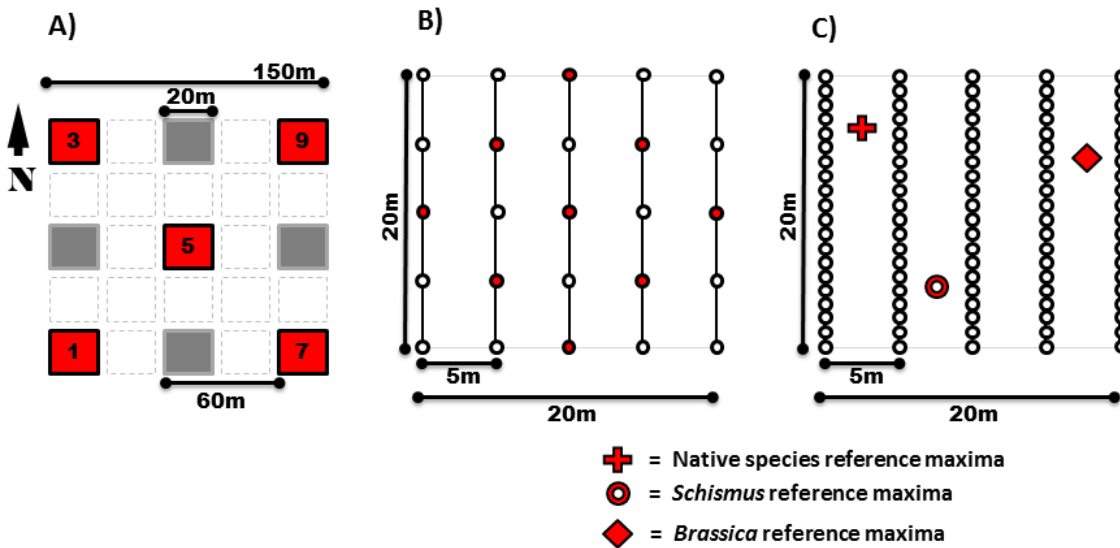 A)
B)
C)
150m
20m
N
3
9
5
1
7
60m
20m
5m
20m
20m
5m
20m
= Native species reference maxima
= Schismus reference maxima
= Brassica reference maxima